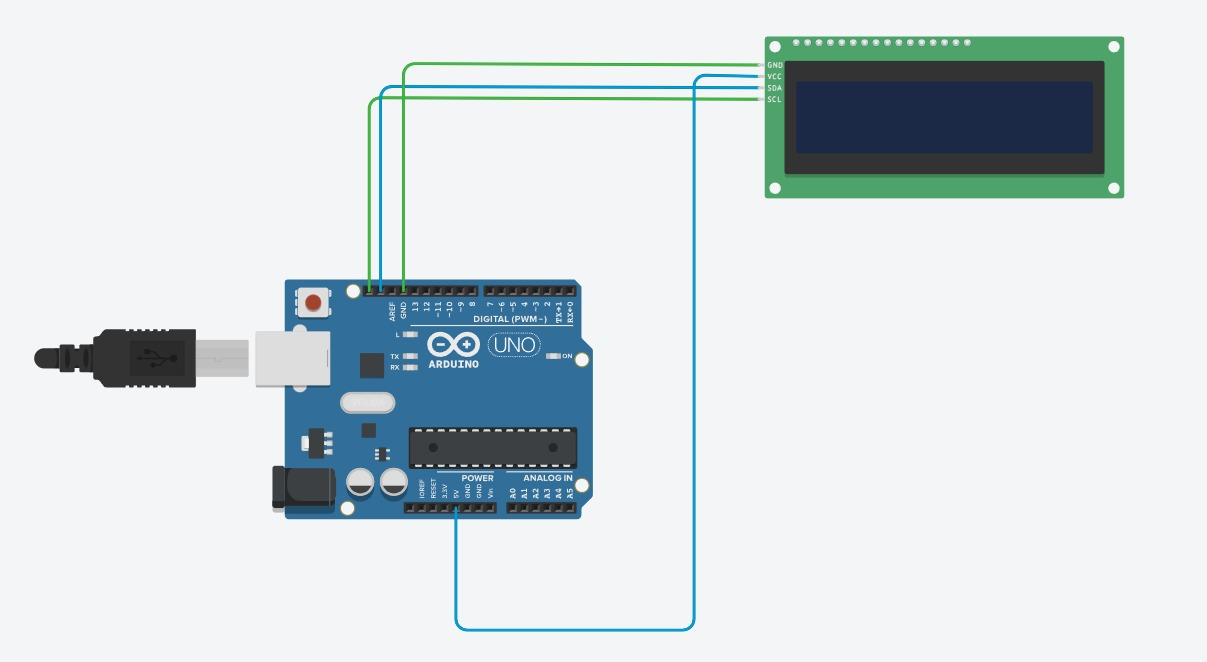 GND
VCC
SDA
SCL
AREF
GND
13
12
~11
~10
~9
8
7
~6
~5
4
~3
2
TX→1
RX←0
DIGITAL (PWM~)
L
TX
RX
UNO
ON
ARDUINO
POWER
ANALOG IN
IOREF
RESET
3.3V
5V
GND
GND
Vin
A0
A1
A2
A3
A4
A5